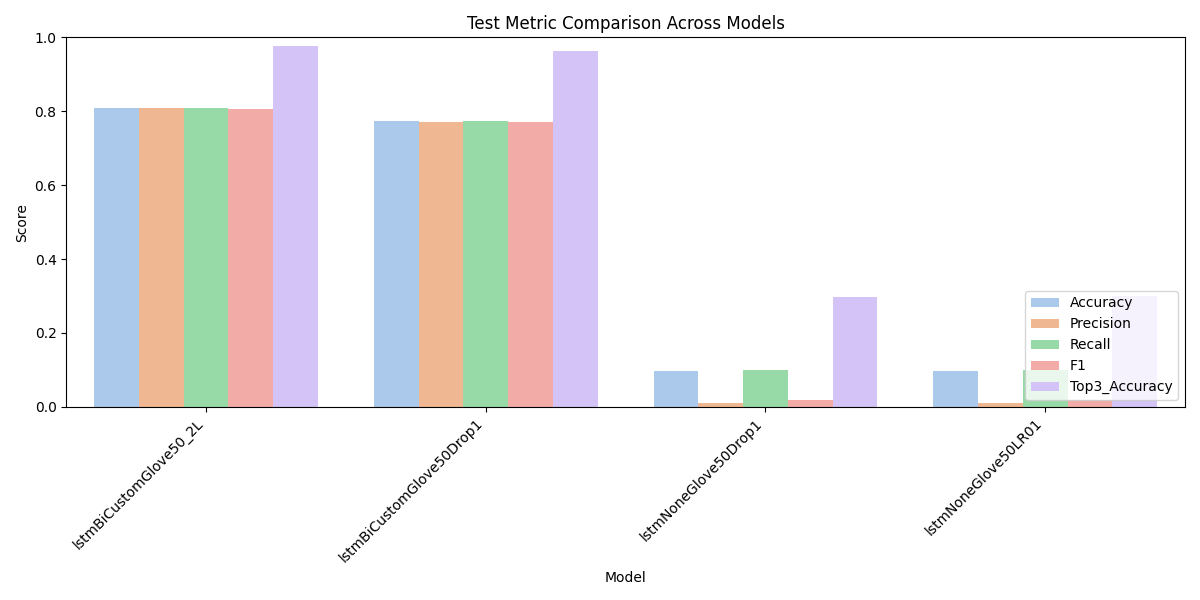 Test Metric Comparison Across Models
Score
1.0
0.8
0.6
0.4
0.2
0.0
Accuracy
Precision
Recall
F1
Top3_Accuracy
lstmBiCustomGlove50_2L
lstmBiCustomGlove50Drop1
lstmNoneGlove50Drop1
lstmNoneGlove50LR01
Model